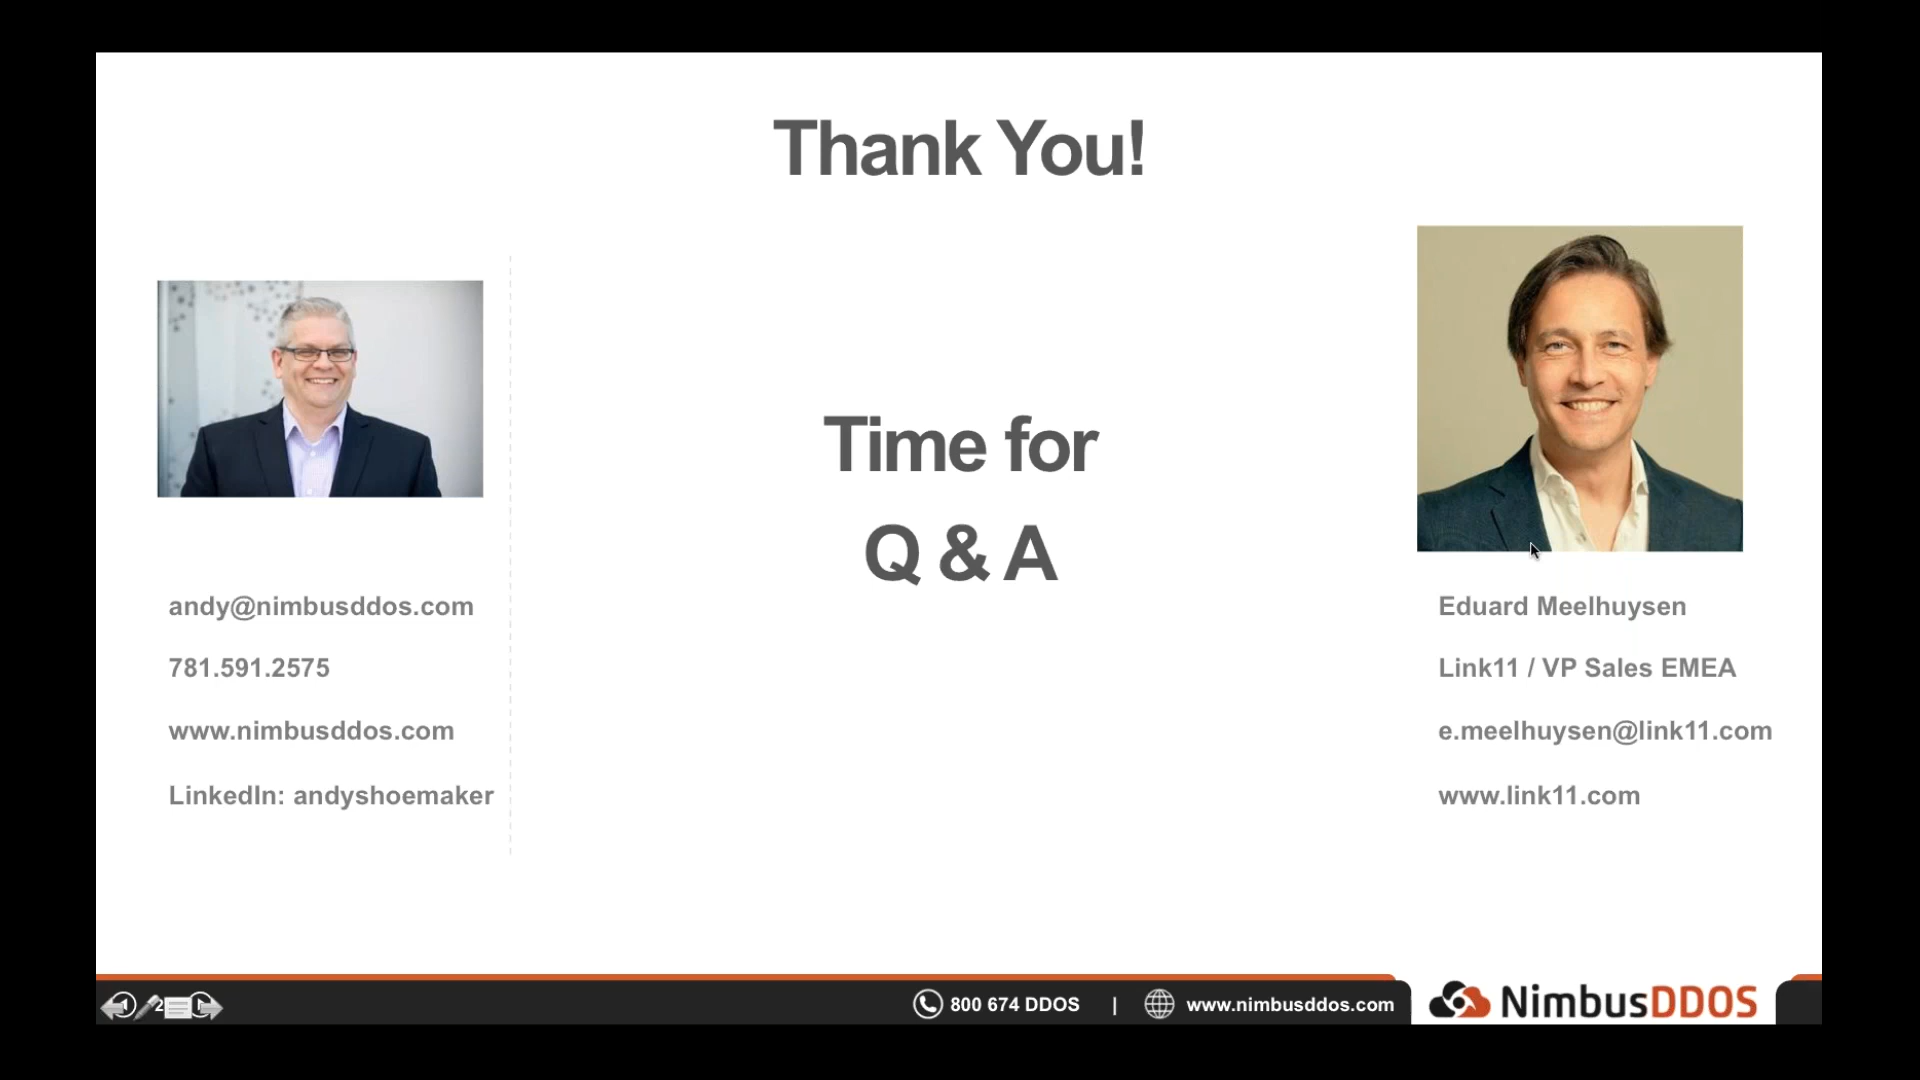 Thank You!
Time for
Q & A
andy@nimbusddos.com
781.591.2575
www.nimbusddos.com
LinkedIn: andyshoemaker
Eduard Meelhuysen
Link11 / VP Sales EMEA
e.meelhuysen@link11.com
www.link11.com
2
800 674 DDOS | www.nimbusddos.com
NimbusDDOS